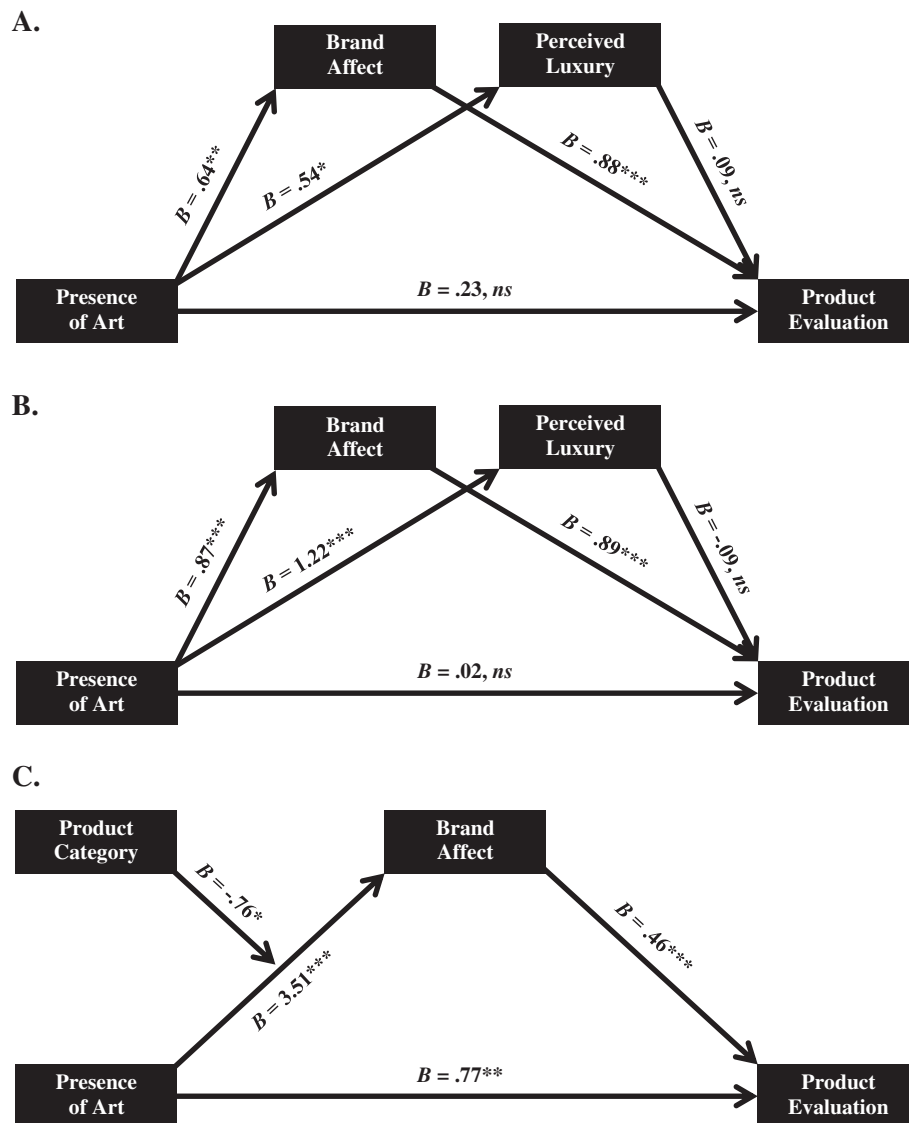 A.
Brand
Affect
Perceived
Luxury
B = .64**
B = .54*
B = .88***
B = .09, ns
Presence
of Art
B = .23, ns
Product
Evaluation
B.
Brand
Affect
Perceived
Luxury
B = .87***
B = 1.22***
B = .89***
B = -.09, ns
Presence
of Art
B = .02, ns
Product
Evaluation
C.
Product
Category
Brand
Affect
B = -.76*
B = 3.51***
B = .46***
Presence
of Art
B = .77**
Product
Evaluation